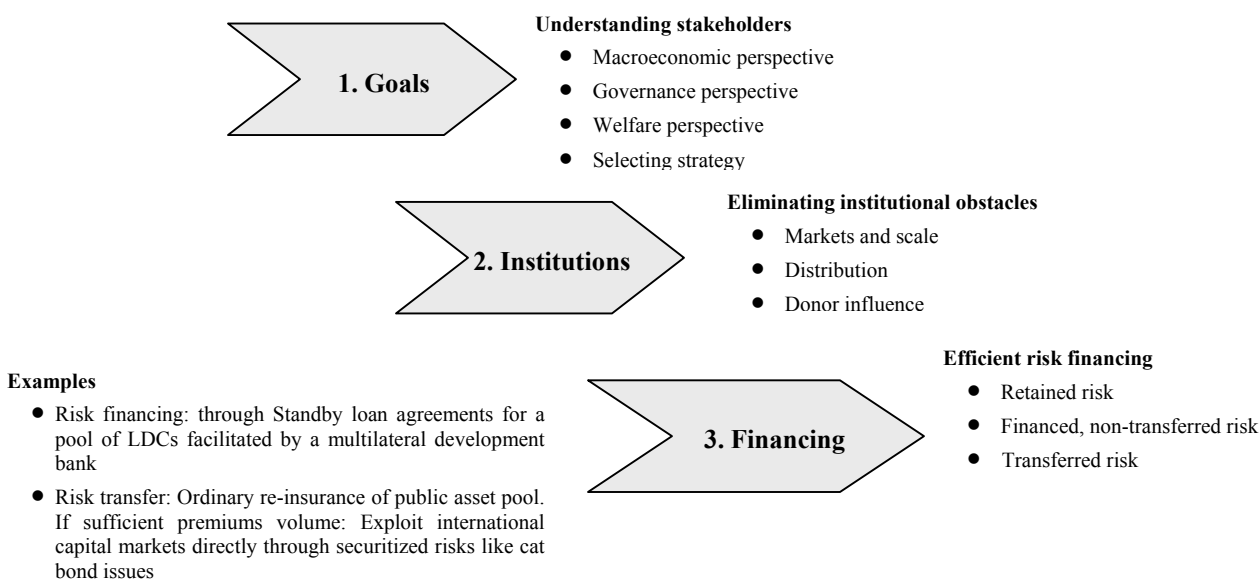 1. Goals
Understanding stakeholders
● Macroeconomic perspective
● Governance perspective
● Welfare perspective
● Selecting strategy
2. Institutions
Eliminating institutional obstacles
● Markets and scale
● Distribution
● Donor influence
3. Financing
Efficient risk financing
● Retained risk
● Financed, non-transferred risk
● Transferred risk
Examples
● Risk financing: through Standby loan agreements for a
pool of LDCs facilitated by a multilateral development
bank
● Risk transfer: Ordinary re-insurance of public asset pool.
If sufficient premiums volume: Exploit international
capital markets directly through securitized risks like cat
bond issues